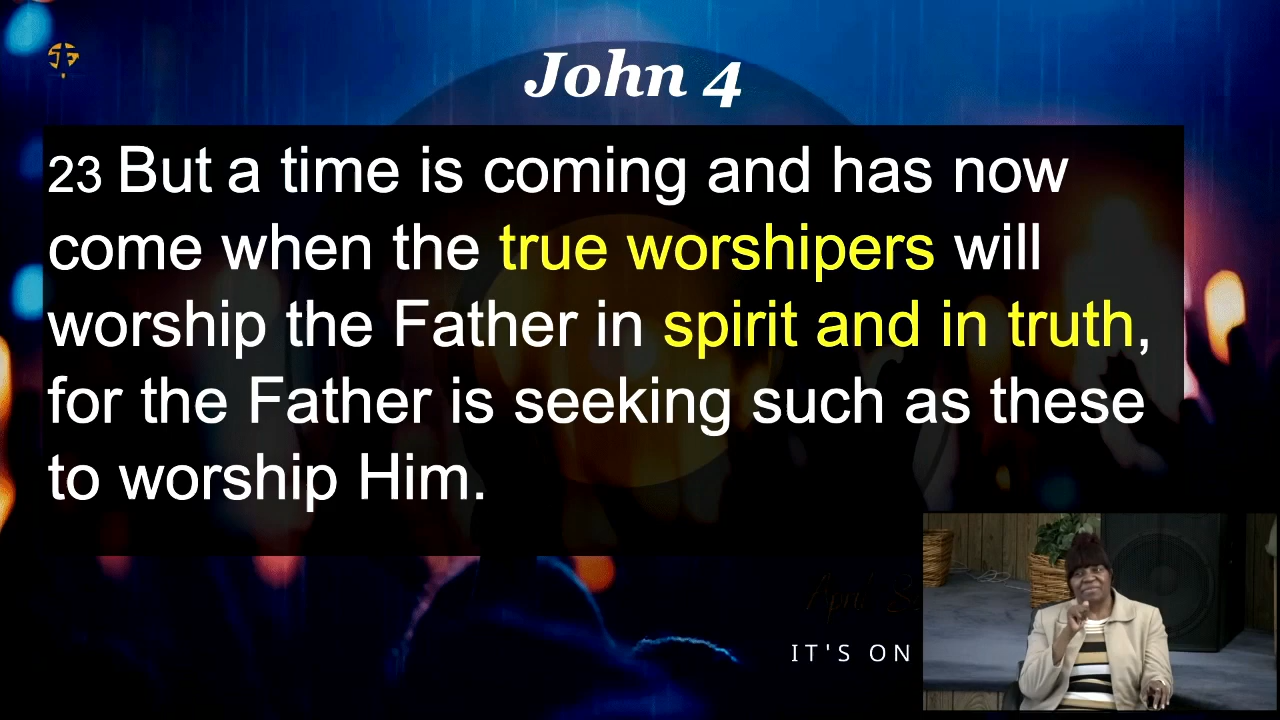 John 4
23 But a time is coming and has now
come when the true worshipers will
worship the Father in spirit and in truth,
for the Father is seeking such as these
to worship Him.
April
IT'S ON